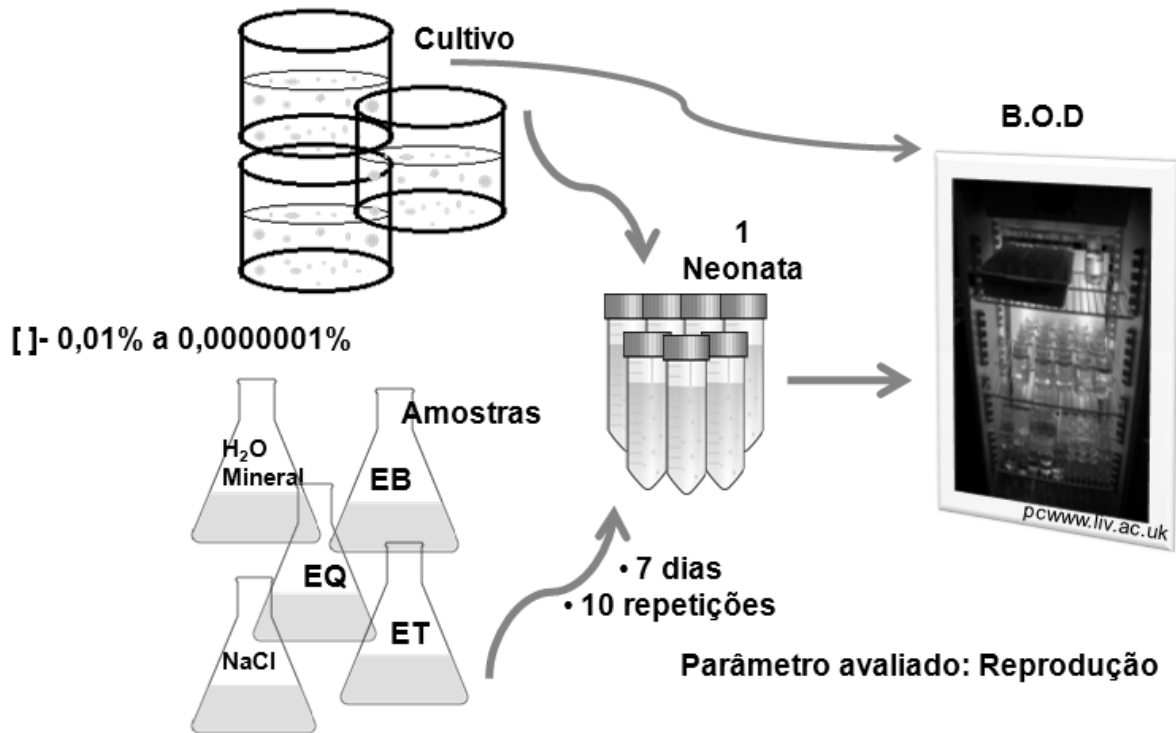 Cultivo
B.O.D
1
Neonata
[ ]- 0,01% a 0,0000001%
Amostras
H₂O
Mineral
EB
EQ
ET
NaCl
• 7 dias
• 10 repetições
pcwww.liv.ac.uk
Parâmetro avaliado: Reprodução